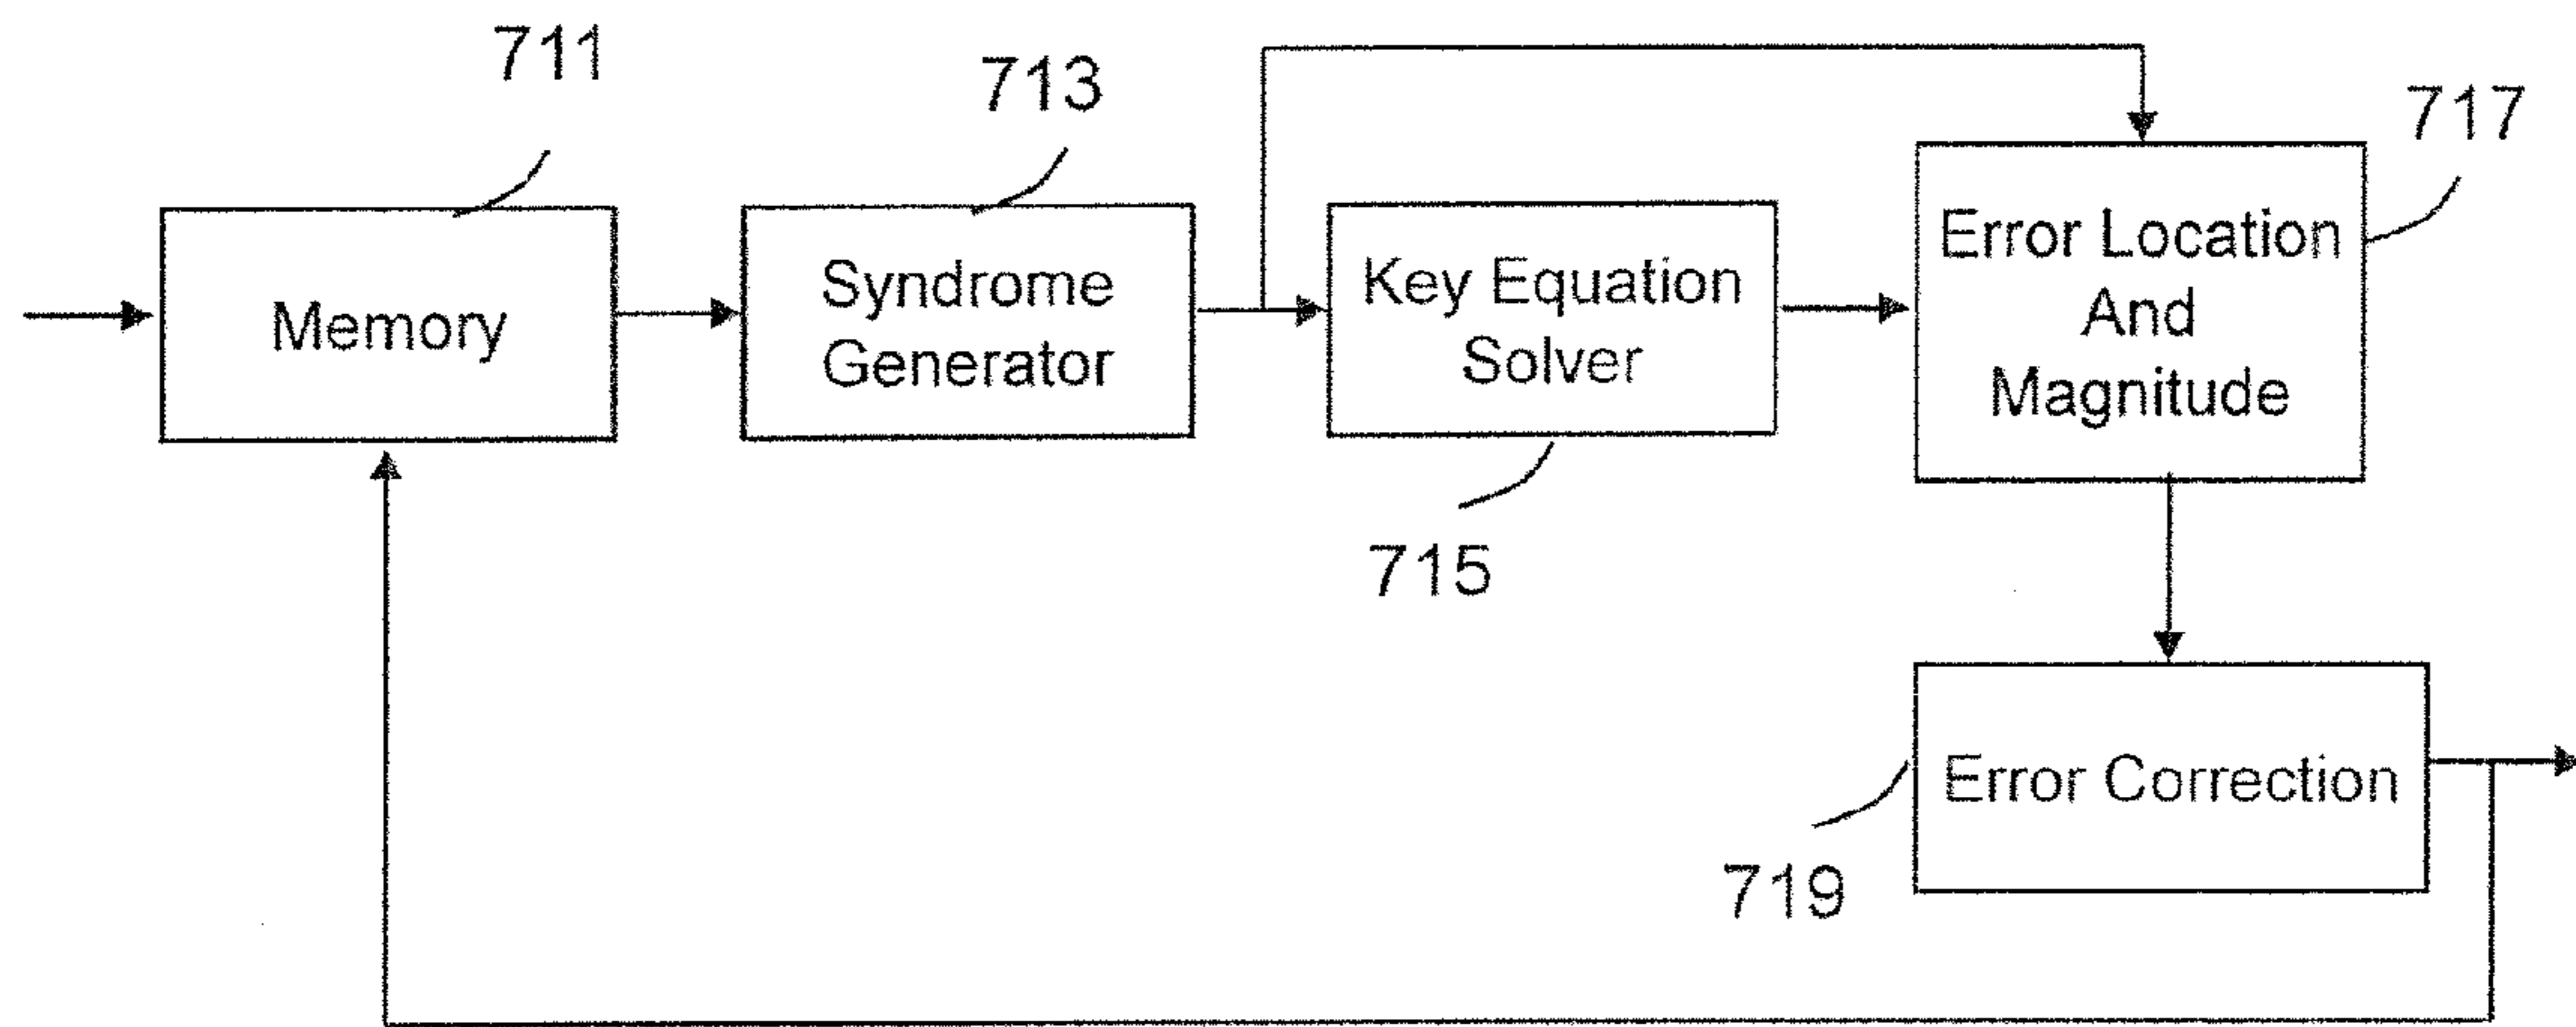 711
713
717
Memory
Syndrome
Generator
Key Equation
Solver
Error Location
And
Magnitude
715
Error Correction
719